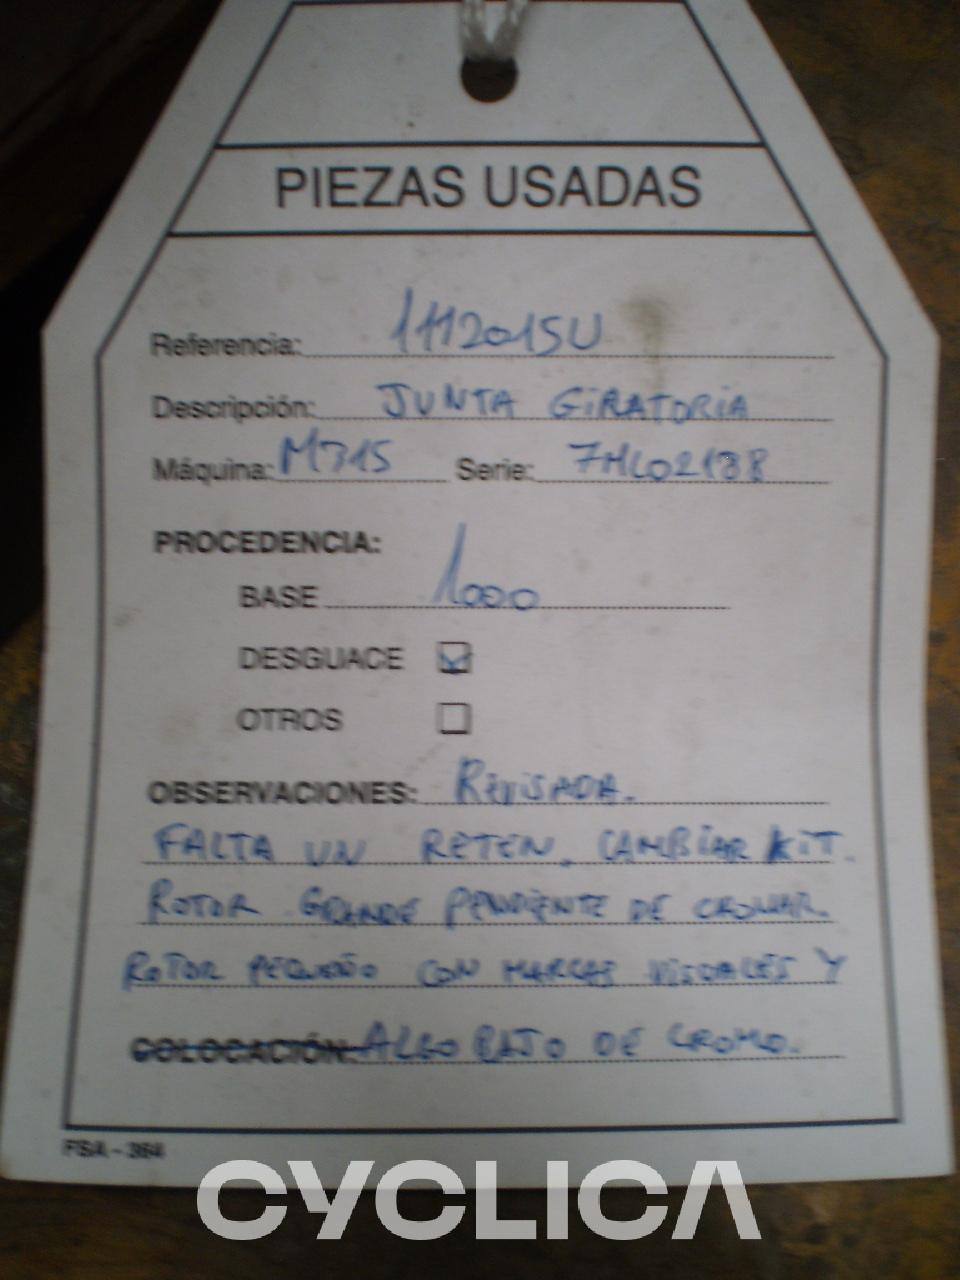 PIEZAS USADAS
Referencia: 1112015U
Descripción: JUNTA GIRATORIA
Máquina: M315 Serie: 7ML02138
PROCEDENCIA:
BASE 1000
DESGUACE
OTROS
OBSERVACIONES: REVISADA.
FALTA UN RETEN. CAMBIAR KIT.
ROTOR GRANDE PENDIENTE DE CROMAR.
ROTOR PEQUEÑO CON MARCAS VISUALES Y
COLOCACIÓN: ALGO BAJO DE CROMO.
FSA - 364
CYCLICA